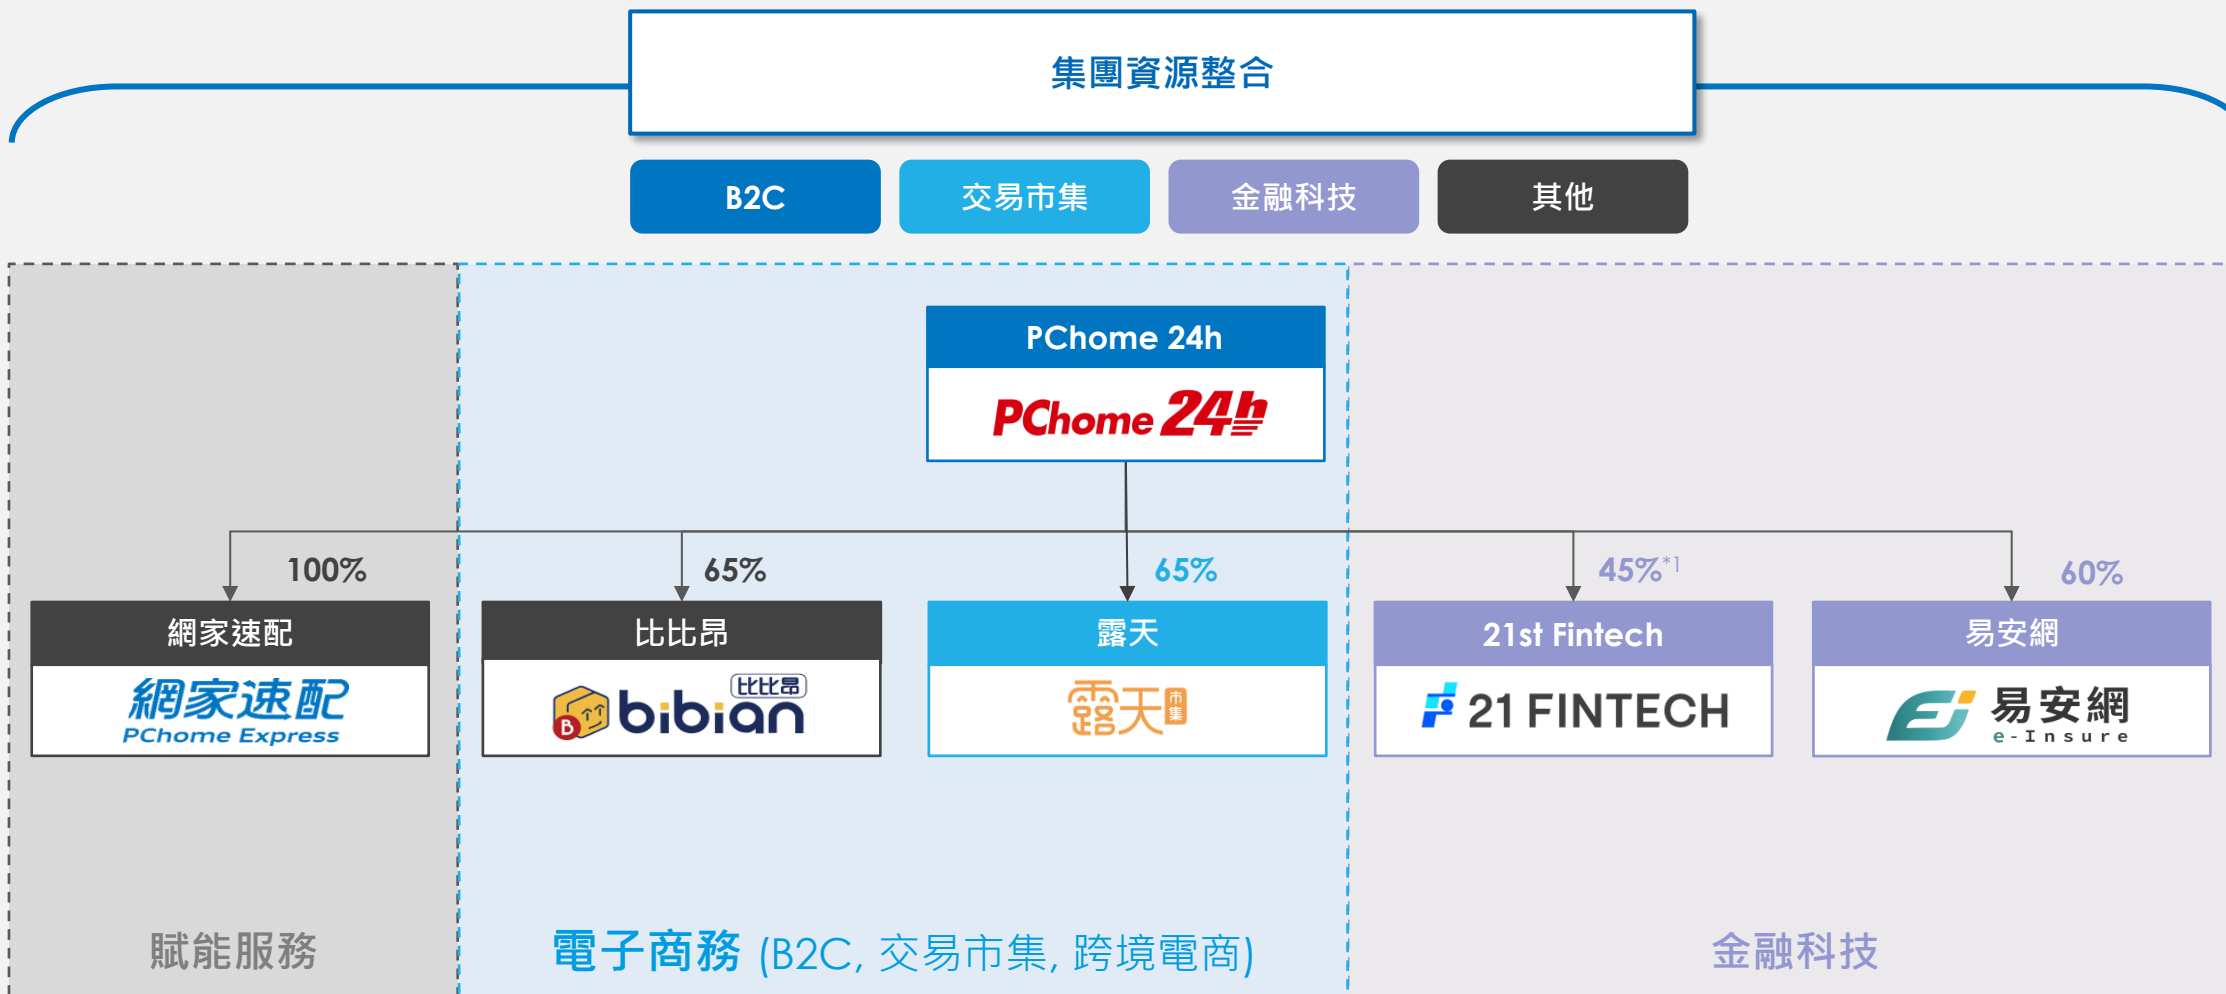 集團資源整合
B2C
交易市集
金融科技
其他
PChome 24h
PChome 24h
100%
65%
65%
45%*1
60%
網家速配
比比昂
露天
21st Fintech
易安網
網家速配
PChome Express
B
bibian
比比昂
露天
市集
21 FINTECH
易安網
e-Insure
賦能服務
電子商務 (B2C, 交易市集, 跨境電商)
金融科技